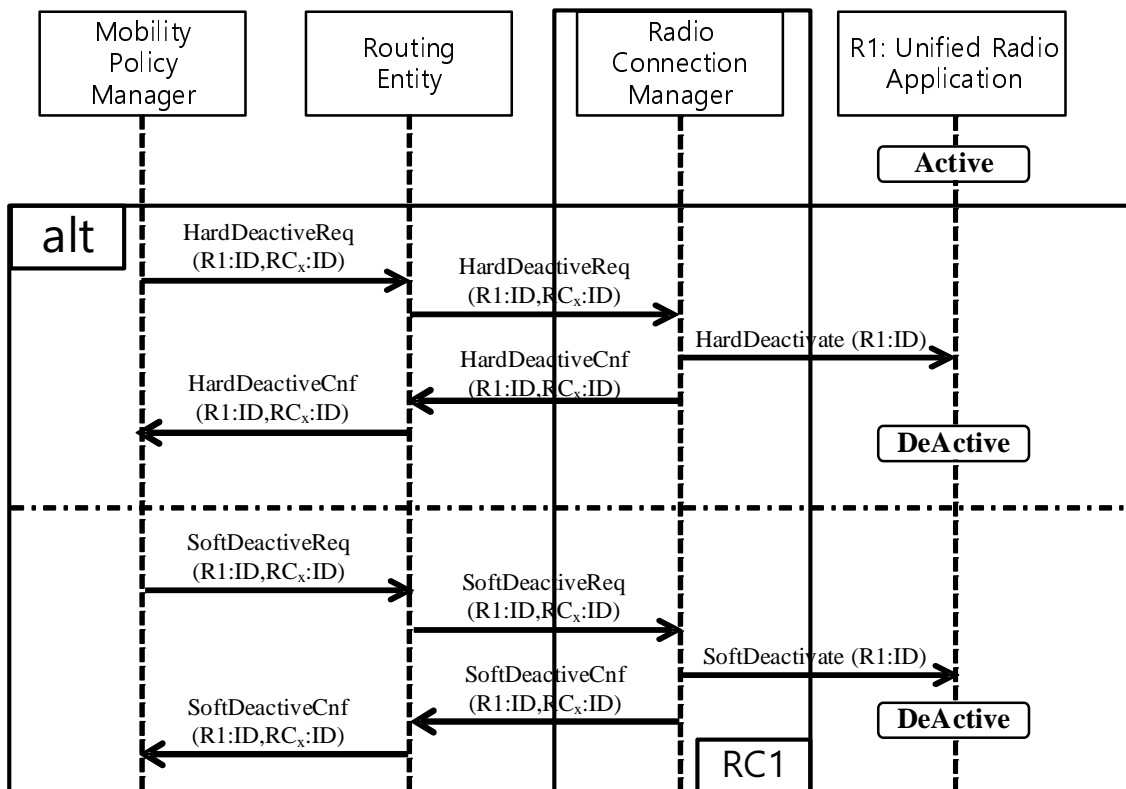 Mobility
Policy
Manager
Routing
Entity
Radio
Connection
Manager
R1: Unified Radio
Application
Active
alt
HardDeactiveReq
(R1:ID,RCx:ID)
HardDeactiveReq
(R1:ID,RCx:ID)
HardDeactivate (R1:ID)
HardDeactiveCnf
(R1:ID,RCx:ID)
HardDeactiveCnf
(R1:ID,RCx:ID)
DeActive
SoftDeactiveReq
(R1:ID,RCx:ID)
SoftDeactiveReq
(R1:ID,RCx:ID)
SoftDeactivate (R1:ID)
SoftDeactiveCnf
(R1:ID,RCx:ID)
SoftDeactiveCnf
(R1:ID,RCx:ID)
DeActive
RC1